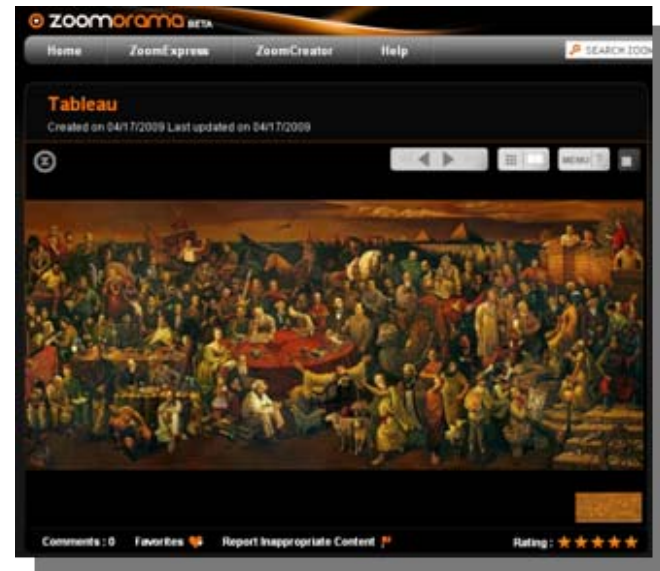 zoomorama BETA
Home ZoomExpress ZoomCreator Help SEARCH ZOO
Tableau
Created on 04/17/2009 Last updated on 04/17/2009
MENU ?
Comments : 0 Favorites Report Inappropriate Content Rating :